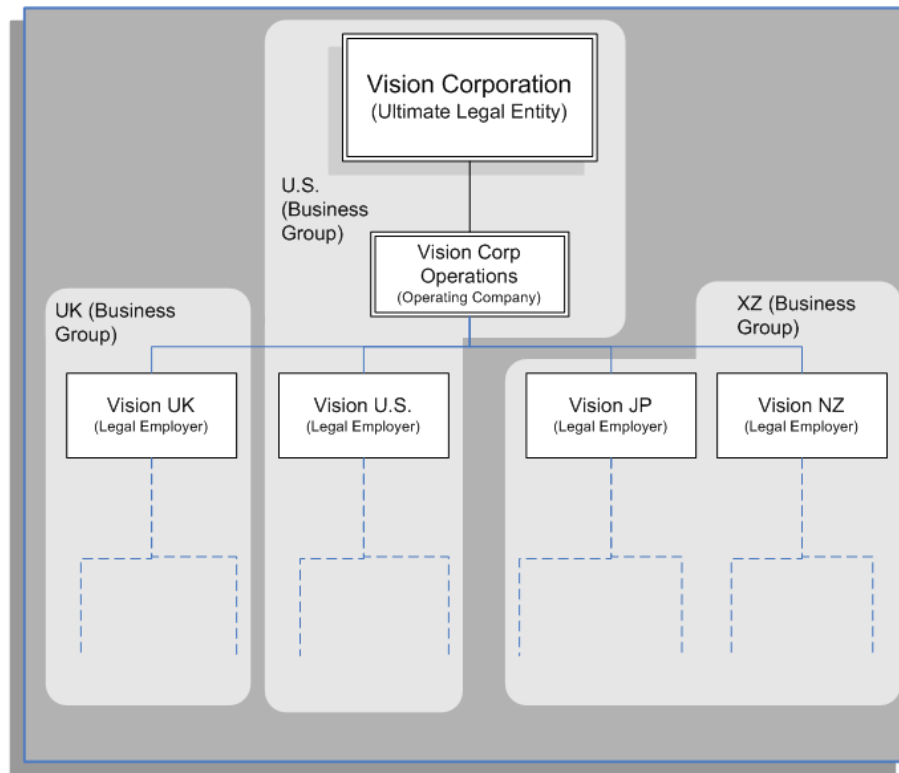 Vision Corporation
(Ultimate Legal Entity)
U.S.
(Business
Group)
Vision Corp
Operations
(Operating Company)
UK (Business
Group)
XZ (Business
Group)
Vision UK
(Legal Employer)
Vision U.S.
(Legal Employer)
Vision JP
(Legal Employer)
Vision NZ
(Legal Employer)